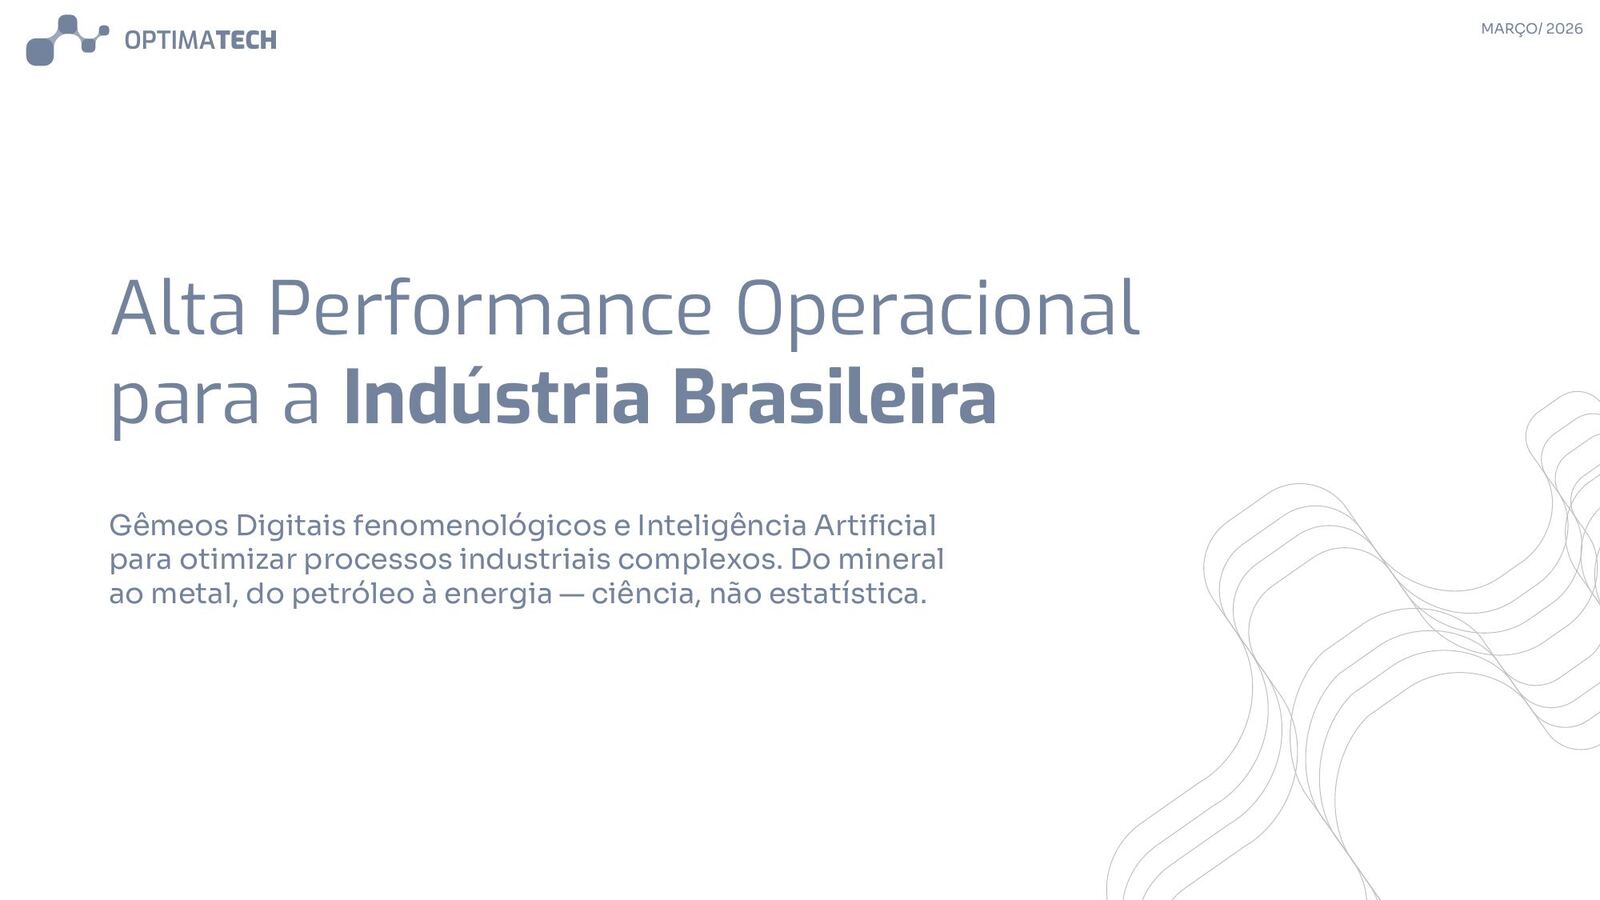 OPTIMATECH
MARÇO/ 2026
Alta Performance Operacional
para a Indústria Brasileira
Gêmeos Digitais fenomenológicos e Inteligência Artificial
para otimizar processos industriais complexos. Do mineral
ao metal, do petróleo à energia — ciência, não estatística.